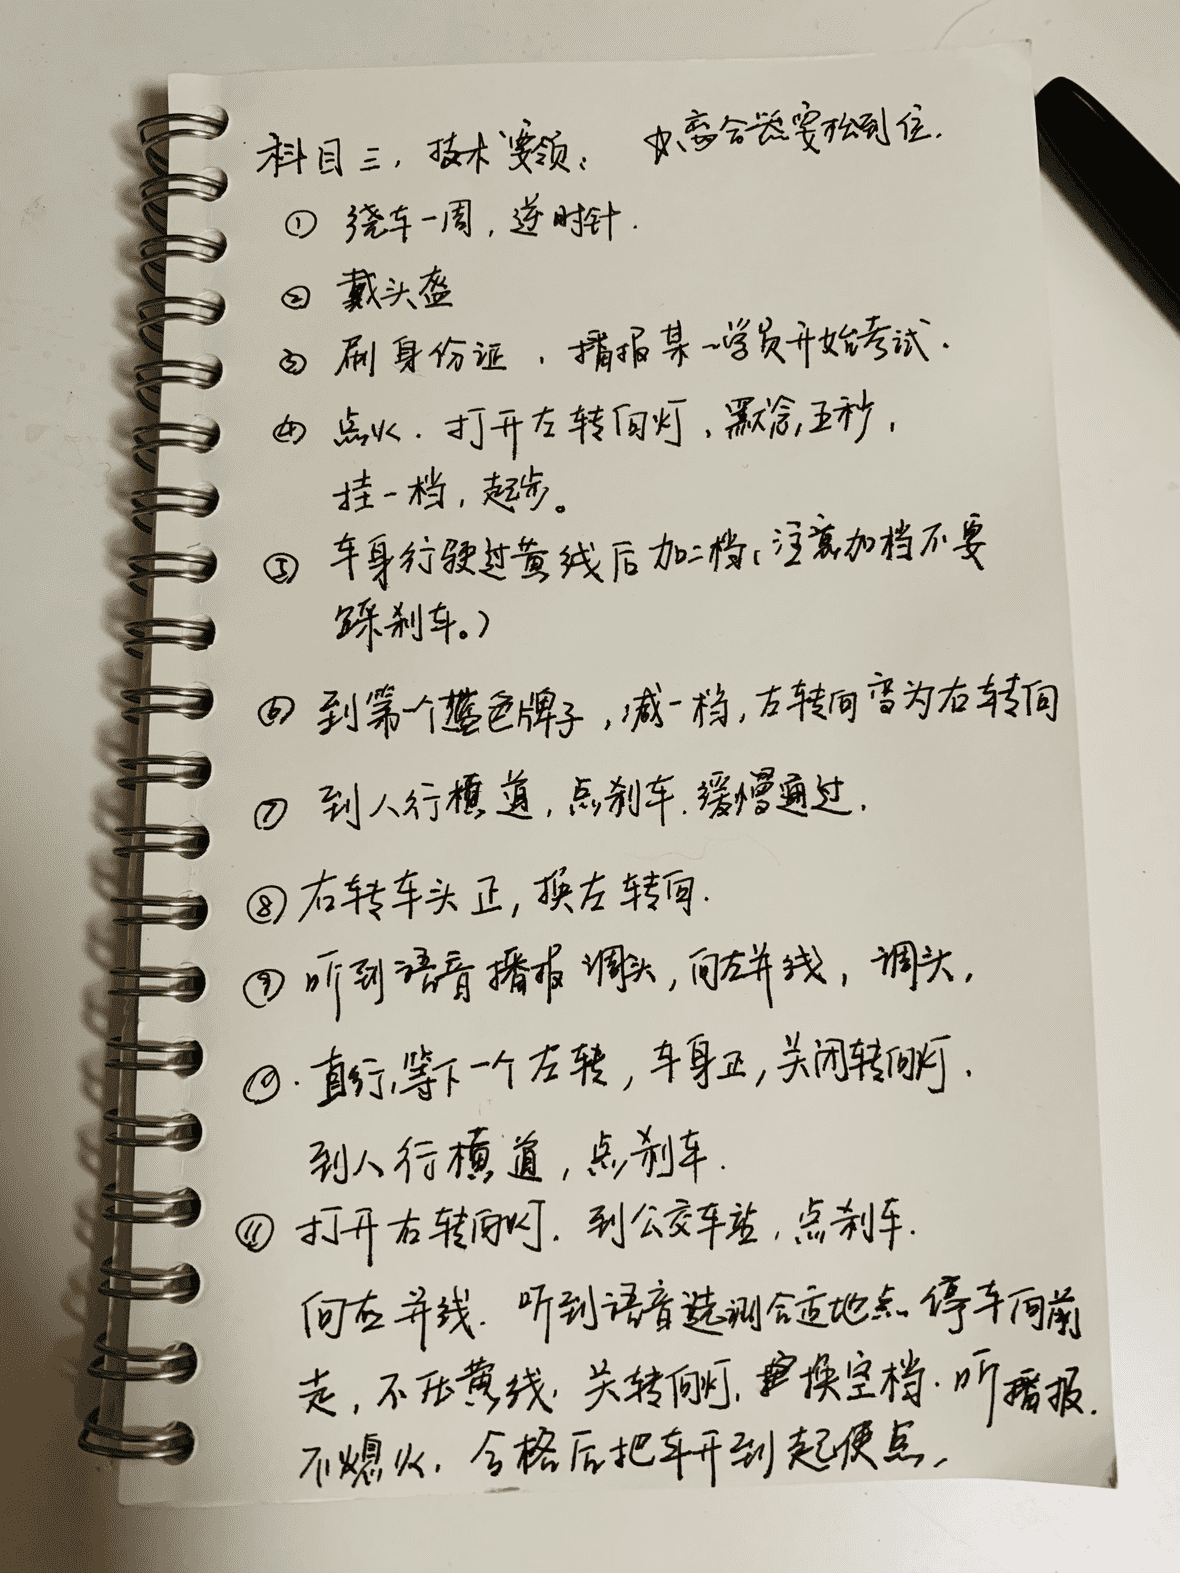 科目三.技术要领: ☆离合器要松到位.
① 绕车一周,逆时针.
② 戴头盔
③ 刷身份证,播报某一学员开始考试.
④ 点火.打开左转向灯,默念五秒,
挂一档,起步。
⑤ 车身行驶过黄线后加二档(注意加档不要
踩刹车。)
⑥ 到第一个蓝色牌子,减一档,左转向变为右转向
⑦ 到人行横道,点刹车.缓慢通过.
⑧ 右转车头正,换左转向.
⑨ 听到语音播报调头,向左并线,调头.
⑩.直行,等下一个左转,车身正,关闭转向灯.
到人行横道,点刹车.
⑪ 打开右转向灯.到公交车站,点刹车.
向右并线.听到语音选测合适地点停车向前
走,不压黄线.关转向灯,换空档.听播报.
不熄火.合格后把车开到起使点.